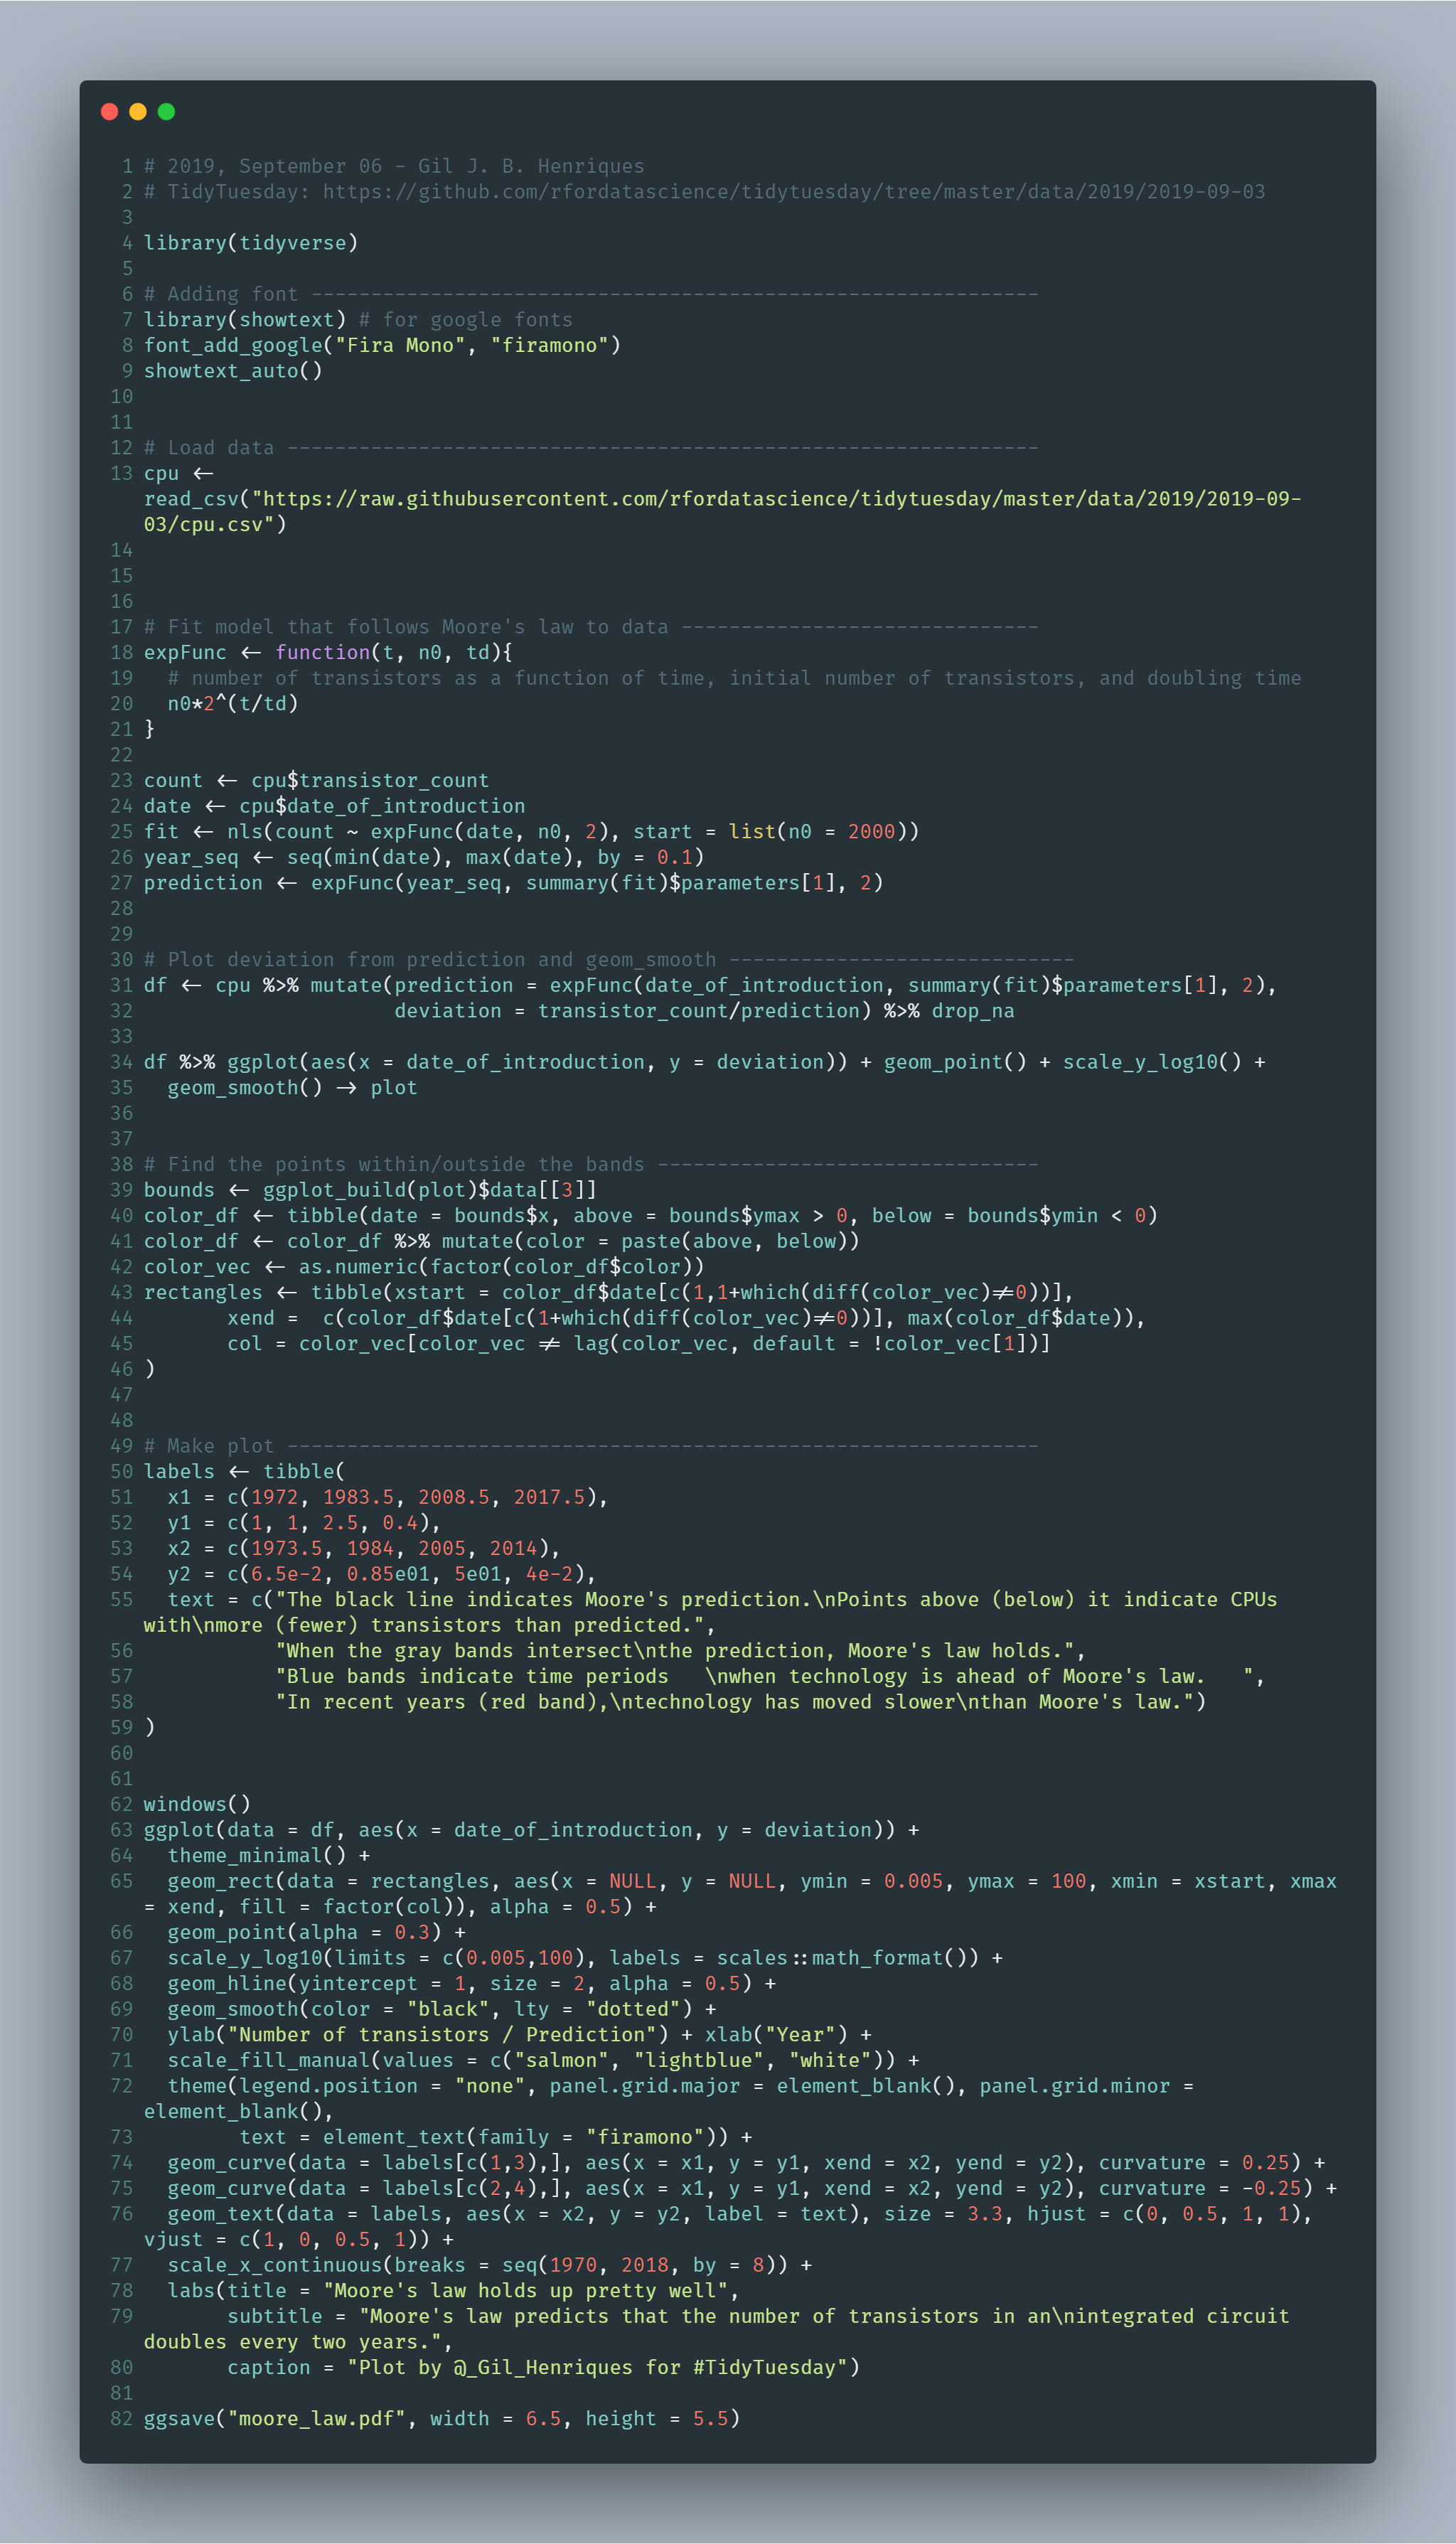 1 # 2019, September 06 - Gil J. B. Henriques
2 # TidyTuesday: https://github.com/rfordatascience/tidytuesday/tree/master/data/2019/2019-09-03
3
4 library(tidyverse)
5
6 # Adding font -------------------------------------------------------------
7 library(showtext) # for google fonts
8 font_add_google("Fira Mono", "firamono")
9 showtext_auto()
10
11
12 # Load data ---------------------------------------------------------------
13 cpu <-
read_csv("https://raw.githubusercontent.com/rfordatascience/tidytuesday/master/data/2019/2019-09-
03/cpu.csv")
14
15
16
17 # Fit model that follows Moore's law to data ------------------------------
18 expFunc <- function(t, n0, td){
19   # number of transistors as a function of time, initial number of transistors, and doubling time
20   n0*2^(t/td)
21 }
22
23 count <- cpu$transistor_count
24 date <- cpu$date_of_introduction
25 fit <- nls(count ~ expFunc(date, n0, 2), start = list(n0 = 2000))
26 year_seq <- seq(min(date), max(date), by = 0.1)
27 prediction <- expFunc(year_seq, summary(fit)$parameters[1], 2)
28
29
30 # Plot deviation from prediction and geom_smooth -----------------------------
31 df <- cpu %>% mutate(prediction = expFunc(date_of_introduction, summary(fit)$parameters[1], 2),
32                      deviation = transistor_count/prediction) %>% drop_na
33
34 df %>% ggplot(aes(x = date_of_introduction, y = deviation)) + geom_point() + scale_y_log10() +
35   geom_smooth() -> plot
36
37
38 # Find the points within/outside the bands --------------------------------
39 bounds <- ggplot_build(plot)$data[[3]]
40 color_df <- tibble(date = bounds$x, above = bounds$ymax > 0, below = bounds$ymin < 0)
41 color_df <- color_df %>% mutate(color = paste(above, below))
42 color_vec <- as.numeric(factor(color_df$color))
43 rectangles <- tibble(xstart = color_df$date[c(1,1+which(diff(color_vec)!=0))],
44        xend =  c(color_df$date[c(1+which(diff(color_vec)!=0))], max(color_df$date)),
45        col = color_vec[color_vec != lag(color_vec, default = !color_vec[1])]
46 )
47
48
49 # Make plot ---------------------------------------------------------------
50 labels <- tibble(
51   x1 = c(1972, 1983.5, 2008.5, 2017.5),
52   y1 = c(1, 1, 2.5, 0.4),
53   x2 = c(1973.5, 1984, 2005, 2014),
54   y2 = c(6.5e-2, 0.85e01, 5e01, 4e-2),
55   text = c("The black line indicates Moore's prediction.\nPoints above (below) it indicate CPUs
with\nmore (fewer) transistors than predicted.",
56            "When the gray bands intersect\nthe prediction, Moore's law holds.",
57            "Blue bands indicate time periods   \nwhen technology is ahead of Moore's law.   ",
58            "In recent years (red band),\ntechnology has moved slower\nthan Moore's law.")
59 )
60
61
62 windows()
63 ggplot(data = df, aes(x = date_of_introduction, y = deviation)) +
64   theme_minimal() +
65   geom_rect(data = rectangles, aes(x = NULL, y = NULL, ymin = 0.005, ymax = 100, xmin = xstart, xmax
= xend, fill = factor(col)), alpha = 0.5) +
66   geom_point(alpha = 0.3) +
67   scale_y_log10(limits = c(0.005,100), labels = scales::math_format()) +
68   geom_hline(yintercept = 1, size = 2, alpha = 0.5) +
69   geom_smooth(color = "black", lty = "dotted") +
70   ylab("Number of transistors / Prediction") + xlab("Year") +
71   scale_fill_manual(values = c("salmon", "lightblue", "white")) +
72   theme(legend.position = "none", panel.grid.major = element_blank(), panel.grid.minor =
element_blank(),
73         text = element_text(family = "firamono")) +
74   geom_curve(data = labels[c(1,3),], aes(x = x1, y = y1, xend = x2, yend = y2), curvature = 0.25) +
75   geom_curve(data = labels[c(2,4),], aes(x = x1, y = y1, xend = x2, yend = y2), curvature = -0.25) +
76   geom_text(data = labels, aes(x = x2, y = y2, label = text), size = 3.3, hjust = c(0, 0.5, 1, 1),
vjust = c(1, 0, 0.5, 1)) +
77   scale_x_continuous(breaks = seq(1970, 2018, by = 8)) +
78   labs(title = "Moore's law holds up pretty well",
79        subtitle = "Moore's law predicts that the number of transistors in an\nintegrated circuit
doubles every two years.",
80        caption = "Plot by @_Gil_Henriques for #TidyTuesday")
81
82 ggsave("moore_law.pdf", width = 6.5, height = 5.5)